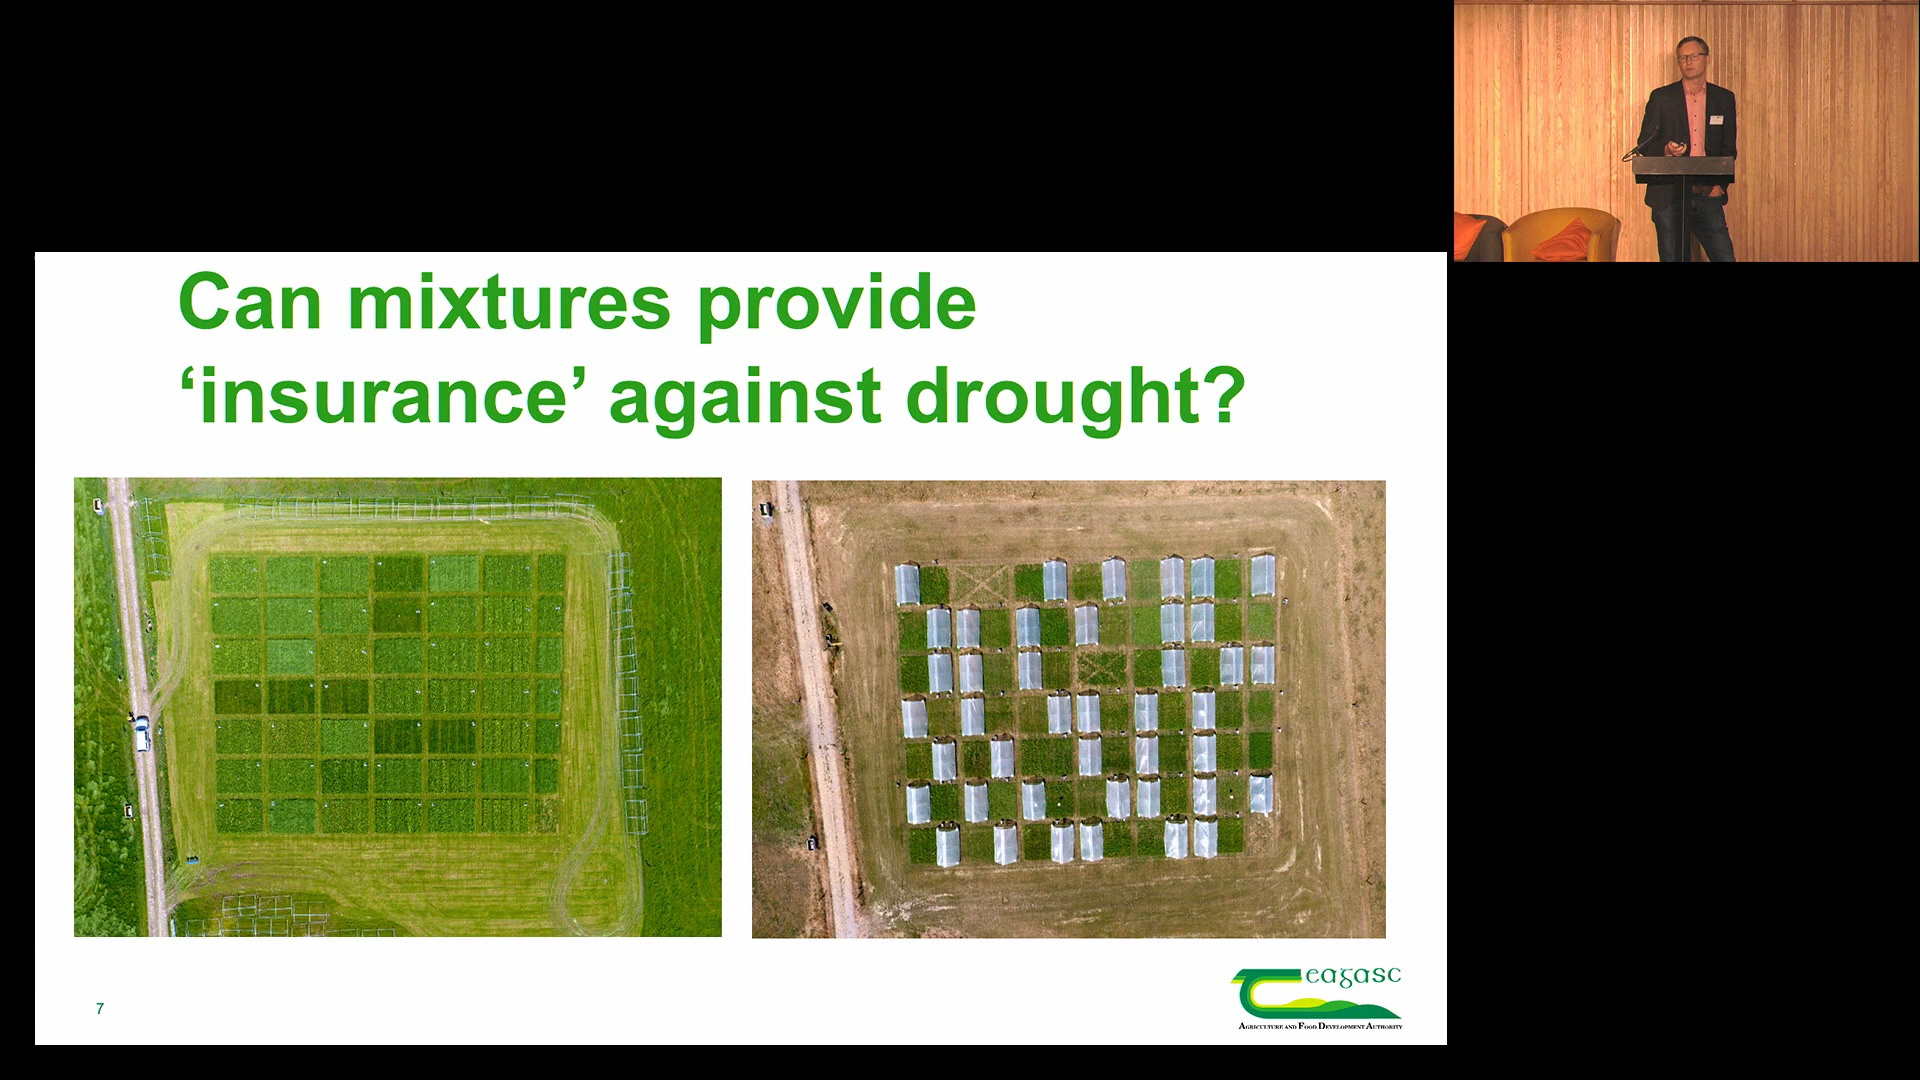 Can mixtures provide
‘insurance’ against drought?
7
eagasc
AGRICULTURE AND FOOD DEVELOPMENT AUTHORITY